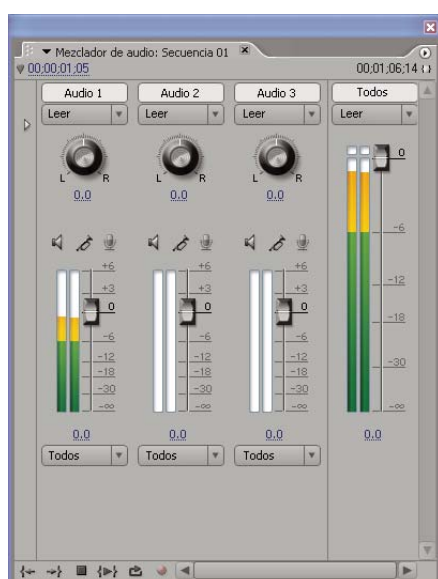 Mezclador de audio: Secuencia 01
00;00;01;05 00;01;06;14
Audio 1 Audio 2 Audio 3 Todos
Leer Leer Leer Leer
L R L R L R
0.0 0.0 0.0
0
-6
-12
-18
-30
-∞
+6 +6 +6
+3 +3 +3
0 0 0
-6 -6 -6
-12 -12 -12
-18 -18 -18
-30 -30 -30
-∞ -∞ -∞
0.0 0.0 0.0 0.0
Todos Todos Todos